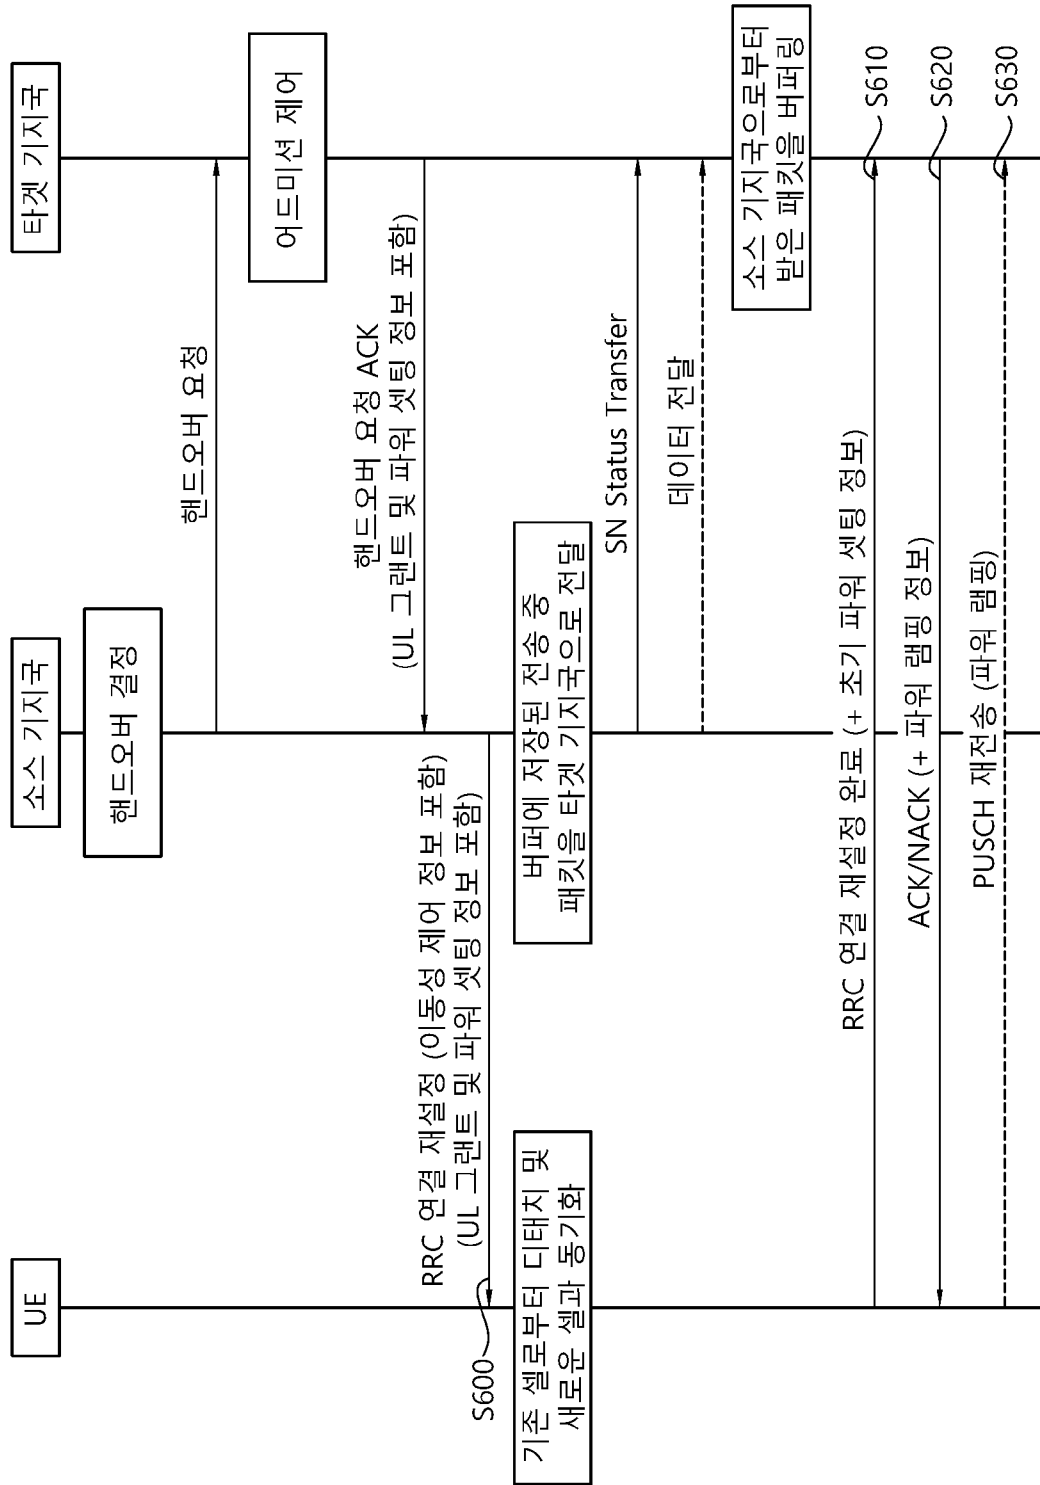 UE
소스 기지국
타겟 기지국
핸드오버 결정
핸드오버 요청
어드미션 제어
핸드오버 요청 ACK
(UL 그랜트 및 파워 셋팅 정보 포함)
RRC 연결 재설정 (이동성 제어 정보 포함)
(UL 그랜트 및 파워 셋팅 정보 포함)
S600
기존 셀로부터 디태치 및
새로운 셀과 동기화
버퍼에 저장된 전송 중
패킷을 타겟 기지국으로 전달
SN Status Transfer
데이터 전달
소스 기지국으로부터
받은 패킷을 버퍼링
RRC 연결 재설정 완료 (+ 초기 파워 셋팅 정보)
S610
ACK/NACK (+ 파워 램핑 정보)
S620
PUSCH 재전송 (파워 램핑)
S630